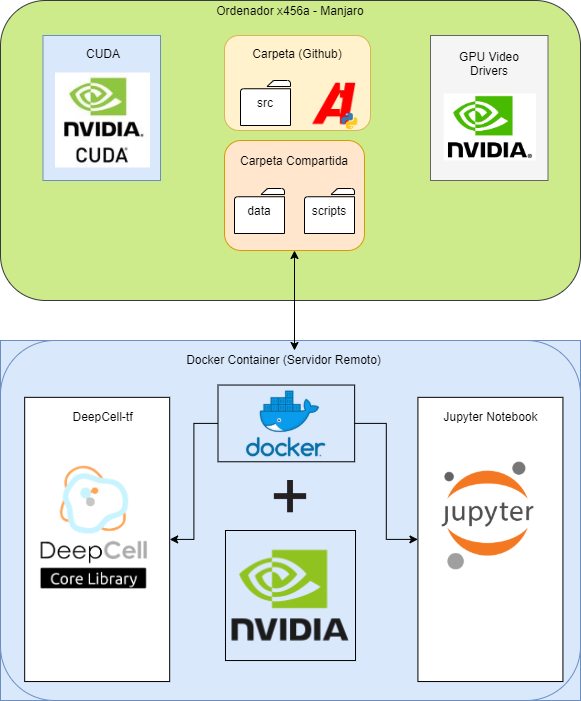 Ordenador x456a - Manjaro
CUDA
NVIDIA.
CUDA®
Carpeta (Github)
src
AI
GPU Video
Drivers
NVIDIA®
Carpeta Compartida
data
scripts
Docker Container (Servidor Remoto)
DeepCell-tf
DeepCell
Core Library
docker
+
NVIDIA
Jupyter Notebook
jupyter